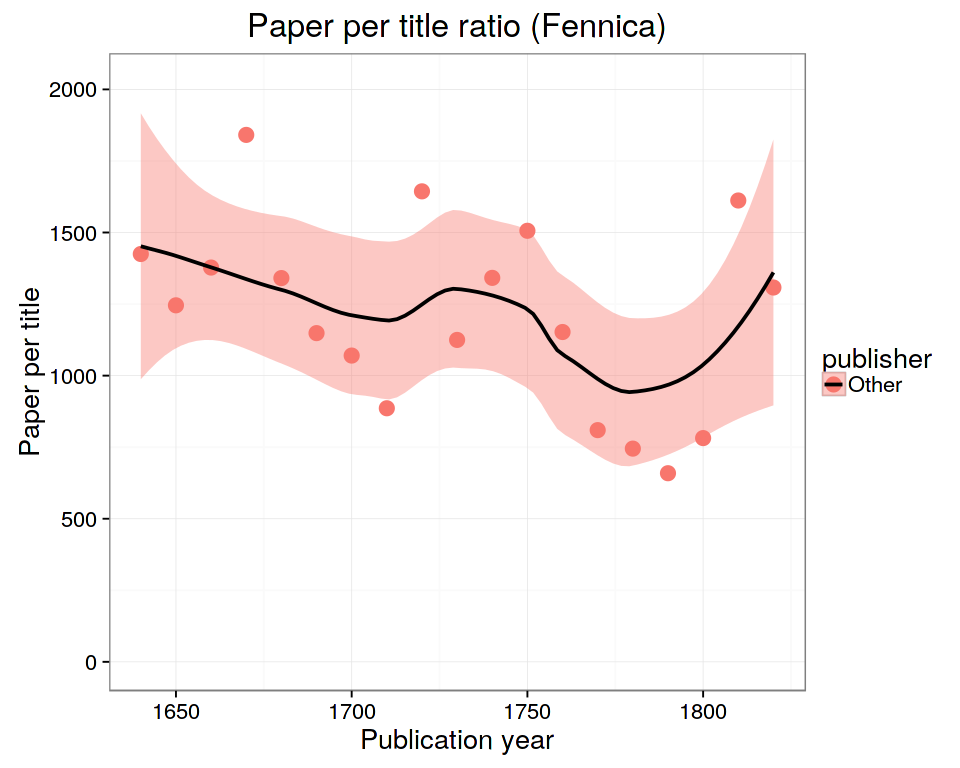 Paper per title ratio (Fennica)
2000
1500
1000
500
0
Paper per title
1650 1700 1750 1800
Publication year
publisher
Other